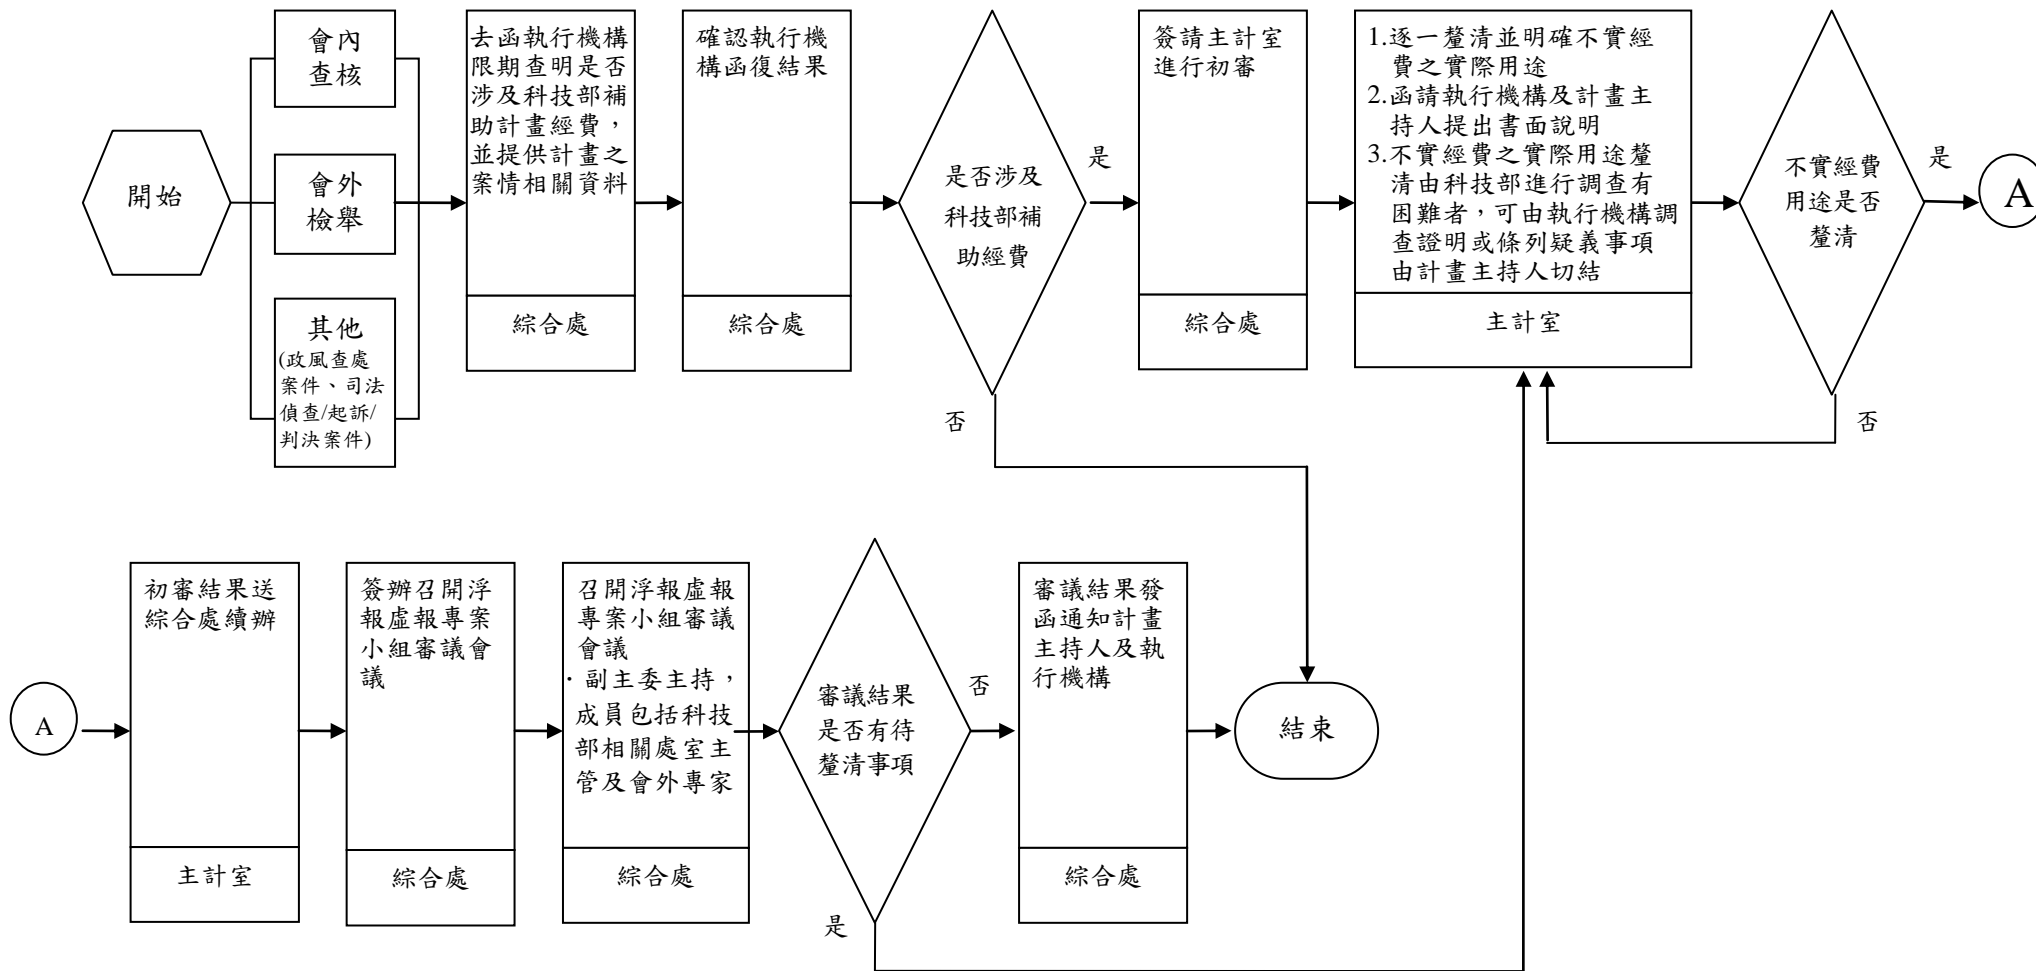 開始
會內
查核
會外
檢舉
其他
(政風查處
案件、司法
偵查/起訴/
判決案件)
去函執行機構
限期查明是否
涉及科技部補
助計畫經費，
並提供計畫之
案情相關資料
綜合處
確認執行機
構函復結果
綜合處
是否涉及
科技部補
助經費
是
否
簽請主計室
進行初審
綜合處
1.逐一釐清並明確不實經
費之實際用途
2.函請執行機構及計畫主
持人提出書面說明
3.不實經費之實際用途釐
清由科技部進行調查有
困難者，可由執行機構調
查證明或條列疑義事項
由計畫主持人切結
主計室
不實經費
用途是否
釐清
是
否
A
A
初審結果送
綜合處續辦
主計室
簽辦召開浮
報虛報專案
小組審議會
議
綜合處
召開浮報虛報
專案小組審議
會議
·副主委主持，
成員包括科技
部相關處室主
管及會外專家
綜合處
審議結果
是否有待
釐清事項
否
是
審議結果發
函通知計畫
主持人及執
行機構
綜合處
結束